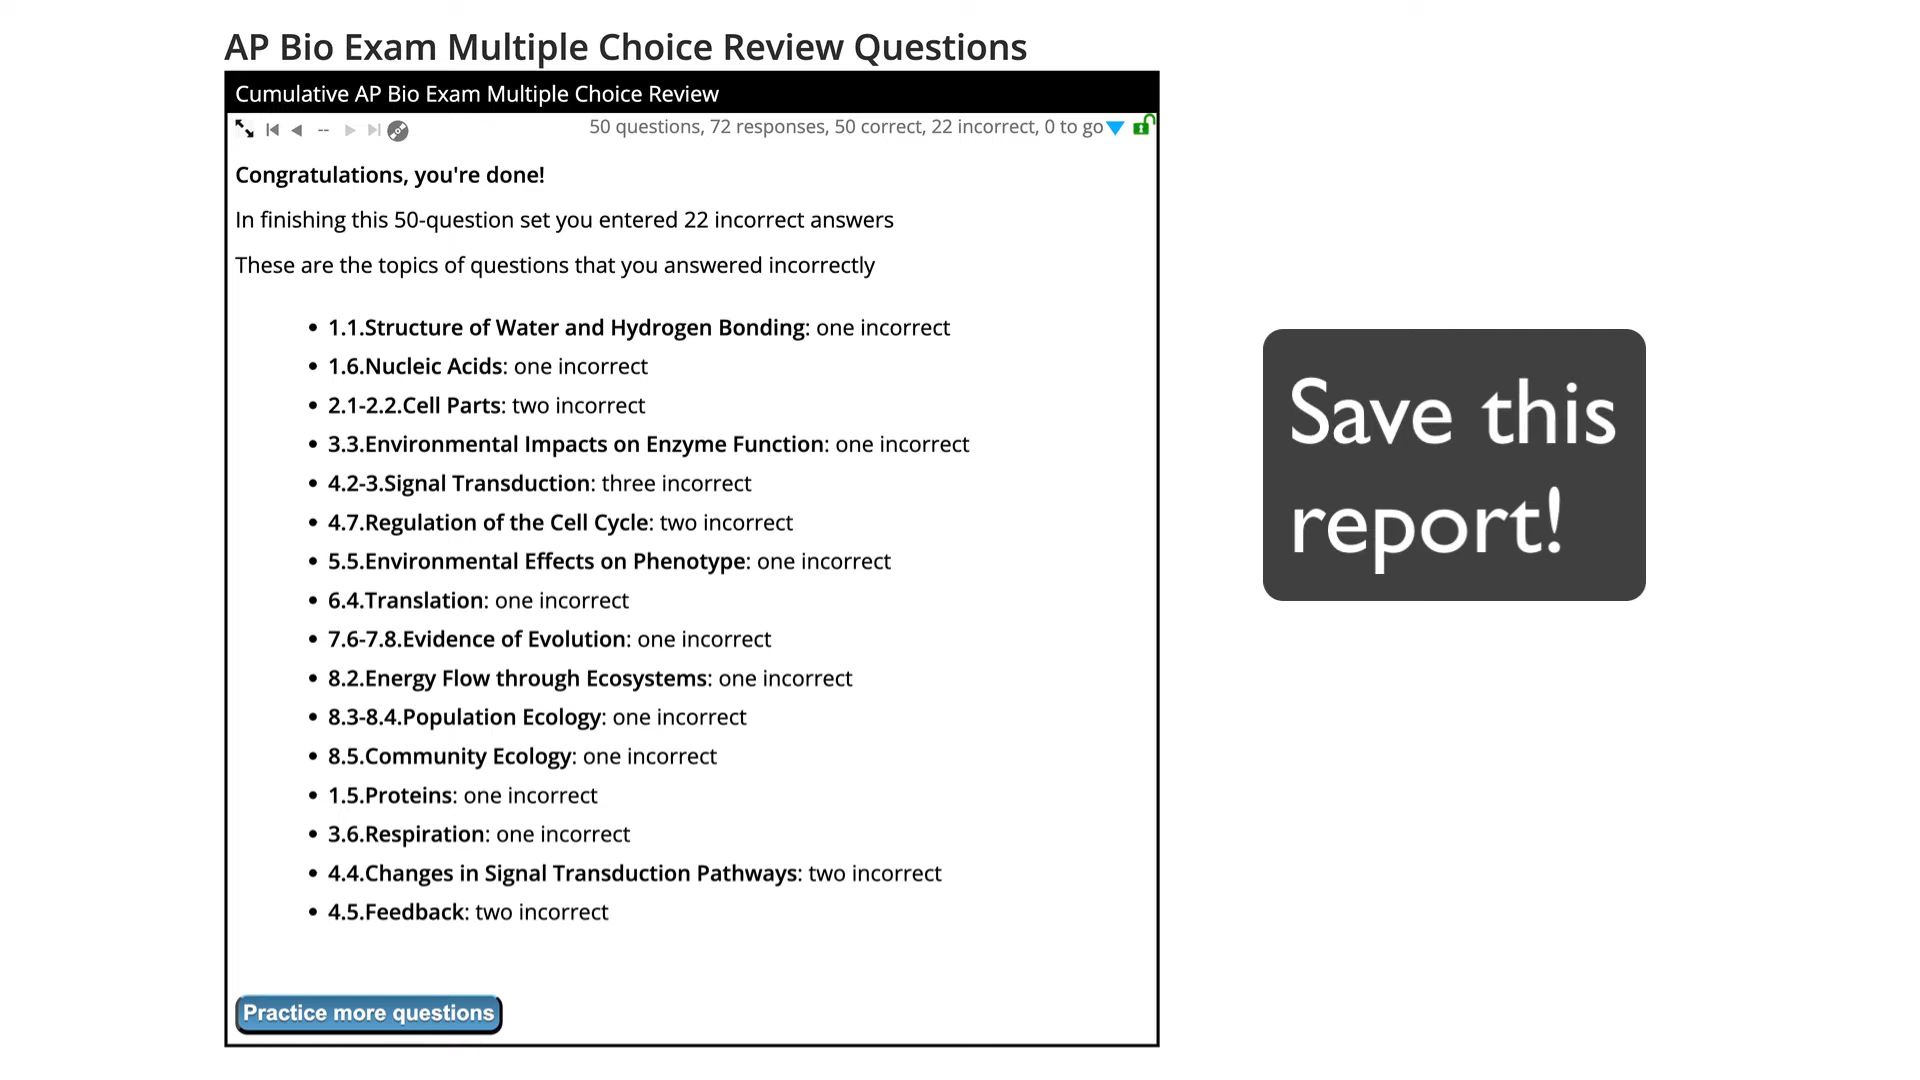 AP Bio Exam Multiple Choice Review Questions
Cumulative AP Bio Exam Multiple Choice Review
-- 50 questions, 72 responses, 50 correct, 22 incorrect, 0 to go
Congratulations, you're done!
In finishing this 50-question set you entered 22 incorrect answers
These are the topics of questions that you answered incorrectly
• 1.1.Structure of Water and Hydrogen Bonding: one incorrect
• 1.6.Nucleic Acids: one incorrect
• 2.1-2.2.Cell Parts: two incorrect
• 3.3.Environmental Impacts on Enzyme Function: one incorrect
• 4.2-3.Signal Transduction: three incorrect
• 4.7.Regulation of the Cell Cycle: two incorrect
• 5.5.Environmental Effects on Phenotype: one incorrect
• 6.4.Translation: one incorrect
• 7.6-7.8.Evidence of Evolution: one incorrect
• 8.2.Energy Flow through Ecosystems: one incorrect
• 8.3-8.4.Population Ecology: one incorrect
• 8.5.Community Ecology: one incorrect
• 1.5.Proteins: one incorrect
• 3.6.Respiration: one incorrect
• 4.4.Changes in Signal Transduction Pathways: two incorrect
• 4.5.Feedback: two incorrect
Practice more questions
Save this
report!